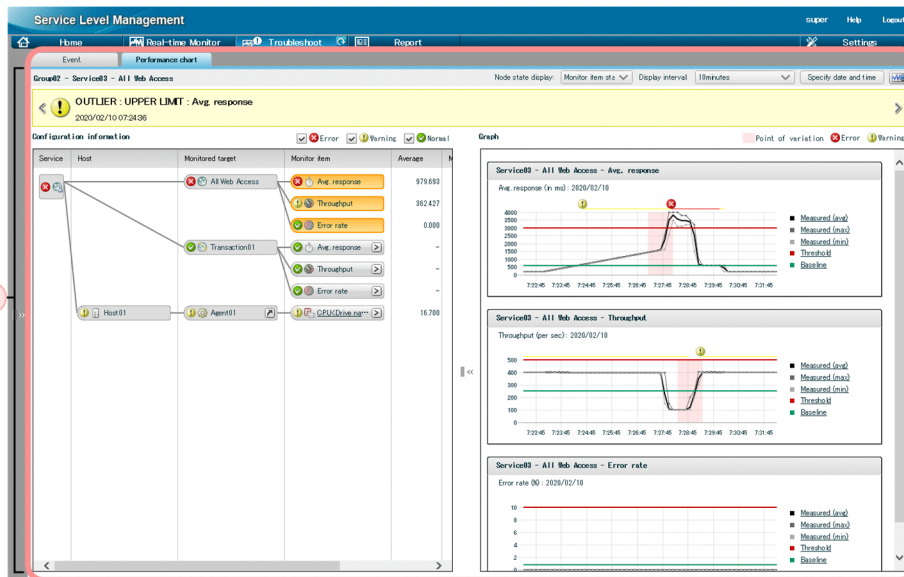 Service Level Management
super Help Logout
Home Real-time Monitor Troubleshoot Report Settings
Event Performance chart
Group02 - Service03 - All Web Access Node state display: Monitor item sta Display interval 10minutes Specify date and time
OUTLIER : UPPER LIMIT : Avg. response
2020/02/10 07:24:36
Configuration information Error Warning Normal
Service Host Monitored target Monitor item Average M
All Web Access Avg. response 979.693
Throughput 362.427
Error rate 0.000
Transaction01 Avg. response > -
Throughput > -
Error rate > -
Host01 Agent01 CPU(Drive na... > 16.700
Graph Point of variation Error Warning
Service03 - All Web Access - Avg. response
Avg. response (in ms) : 2020/02/10
4000
3500
3000
2500
2000
1500
1000
500
0
7:22:45 7:23:45 7:24:45 7:25:45 7:26:45 7:27:45 7:28:45 7:29:45 7:30:45 7:31:45
Measured (avg)
Measured (max)
Measured (min)
Threshold
Baseline
Service03 - All Web Access - Throughput
Throughput (per sec) : 2020/02/10
500
400
300
200
100
0
7:22:45 7:23:45 7:24:45 7:25:45 7:26:45 7:27:45 7:28:45 7:29:45 7:30:45 7:31:45
Measured (avg)
Measured (max)
Measured (min)
Threshold
Baseline
Service03 - All Web Access - Error rate
Error rate (%) : 2020/02/10
10
8
6
4
2
0
Measured (avg)
Measured (max)
Measured (min)
Threshold
Baseline